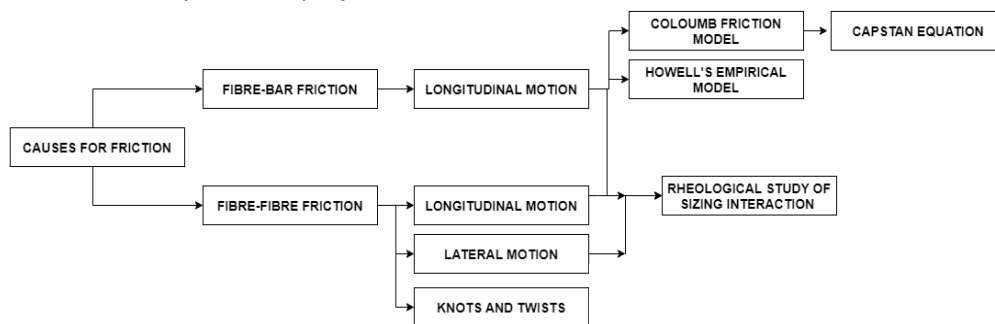 COLOUMB FRICTION
MODEL
CAPSTAN EQUATION
HOWELL'S EMPIRICAL
MODEL
FIBRE-BAR FRICTION
LONGITUDINAL MOTION
CAUSES FOR FRICTION
FIBRE-FIBRE FRICTION
LONGITUDINAL MOTION
RHEOLOGICAL STUDY OF
SIZING INTERACTION
LATERAL MOTION
KNOTS AND TWISTS